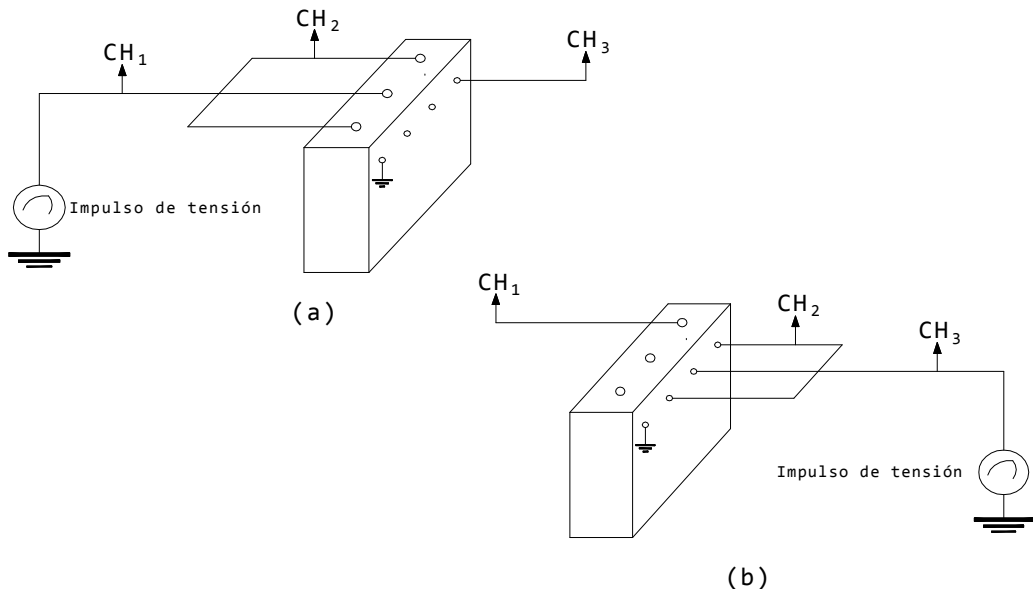 CH₂
CH₁
CH₃
Impulso de tensión
(a)
CH₁
CH₂
CH₃
Impulso de tensión
(b)